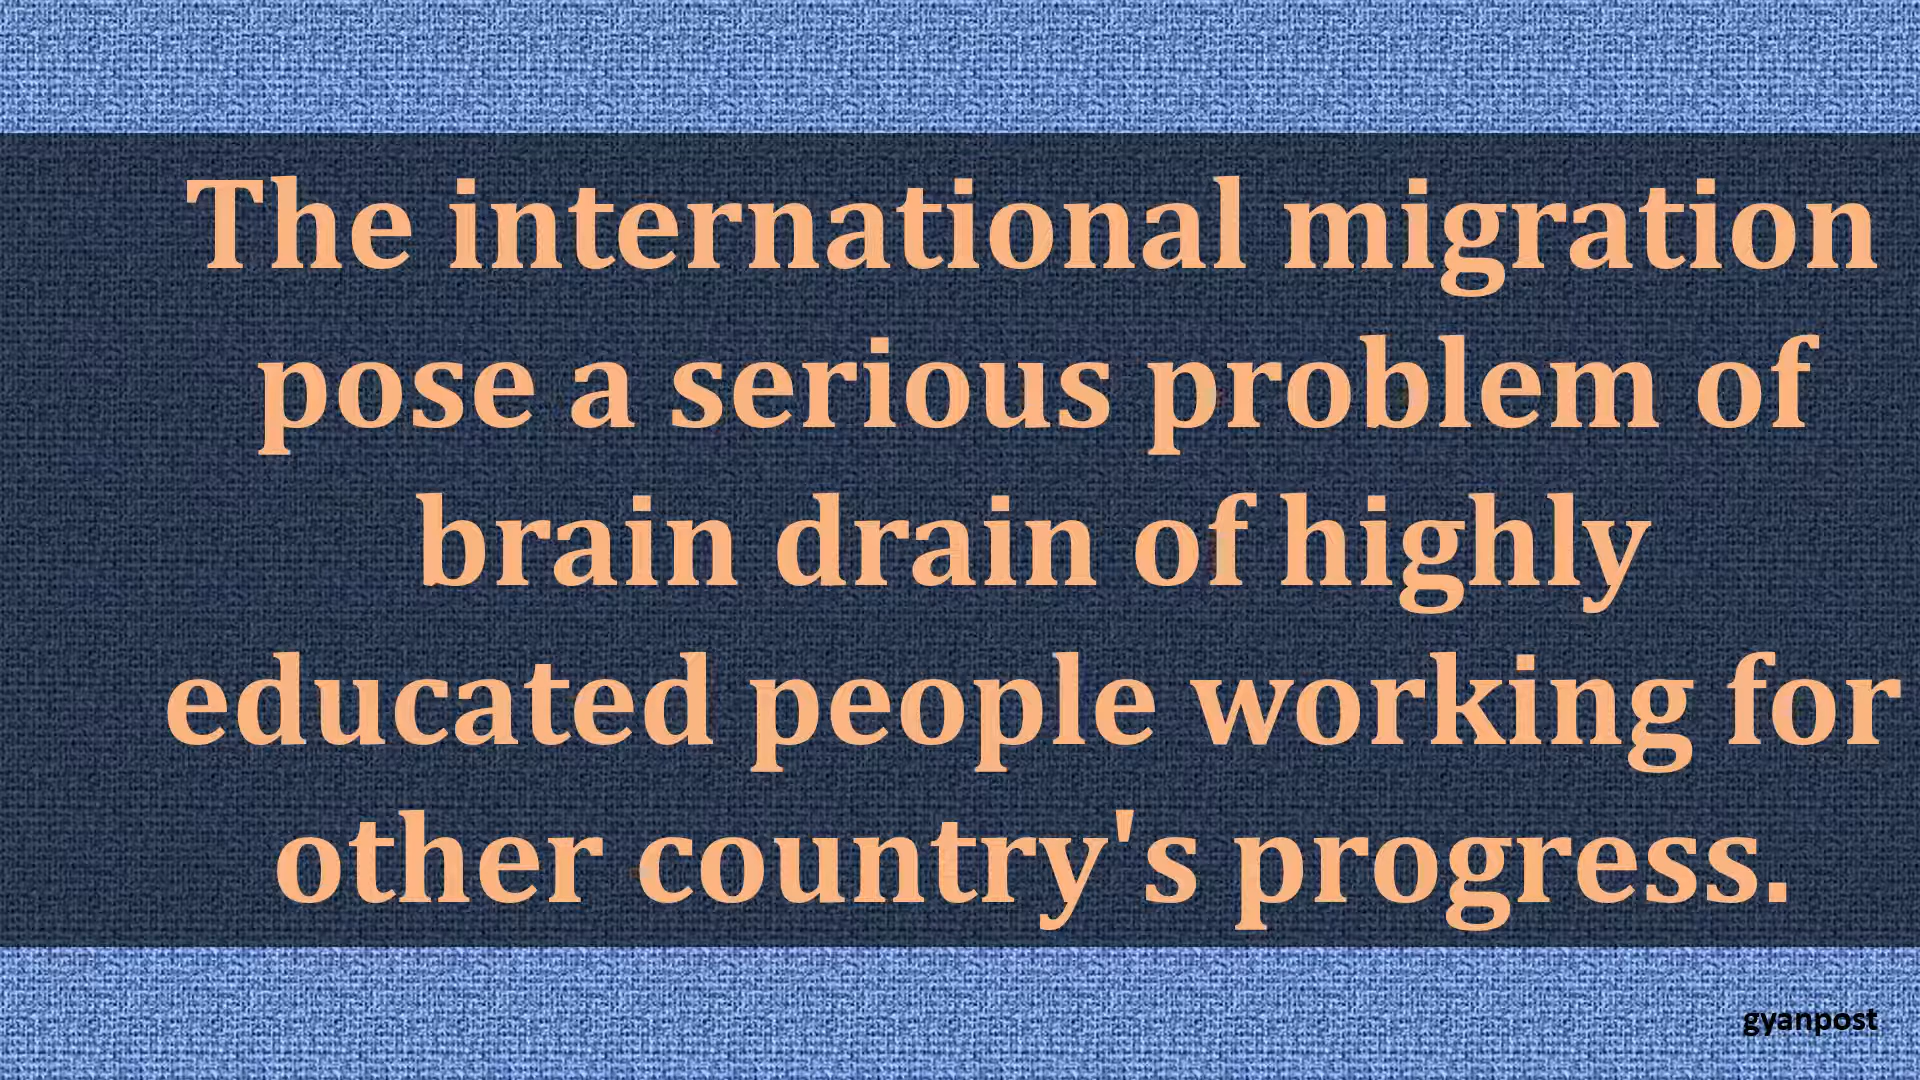 The international migration
pose a serious problem of
brain drain of highly
educated people working for
other country's progress.
gyanpost